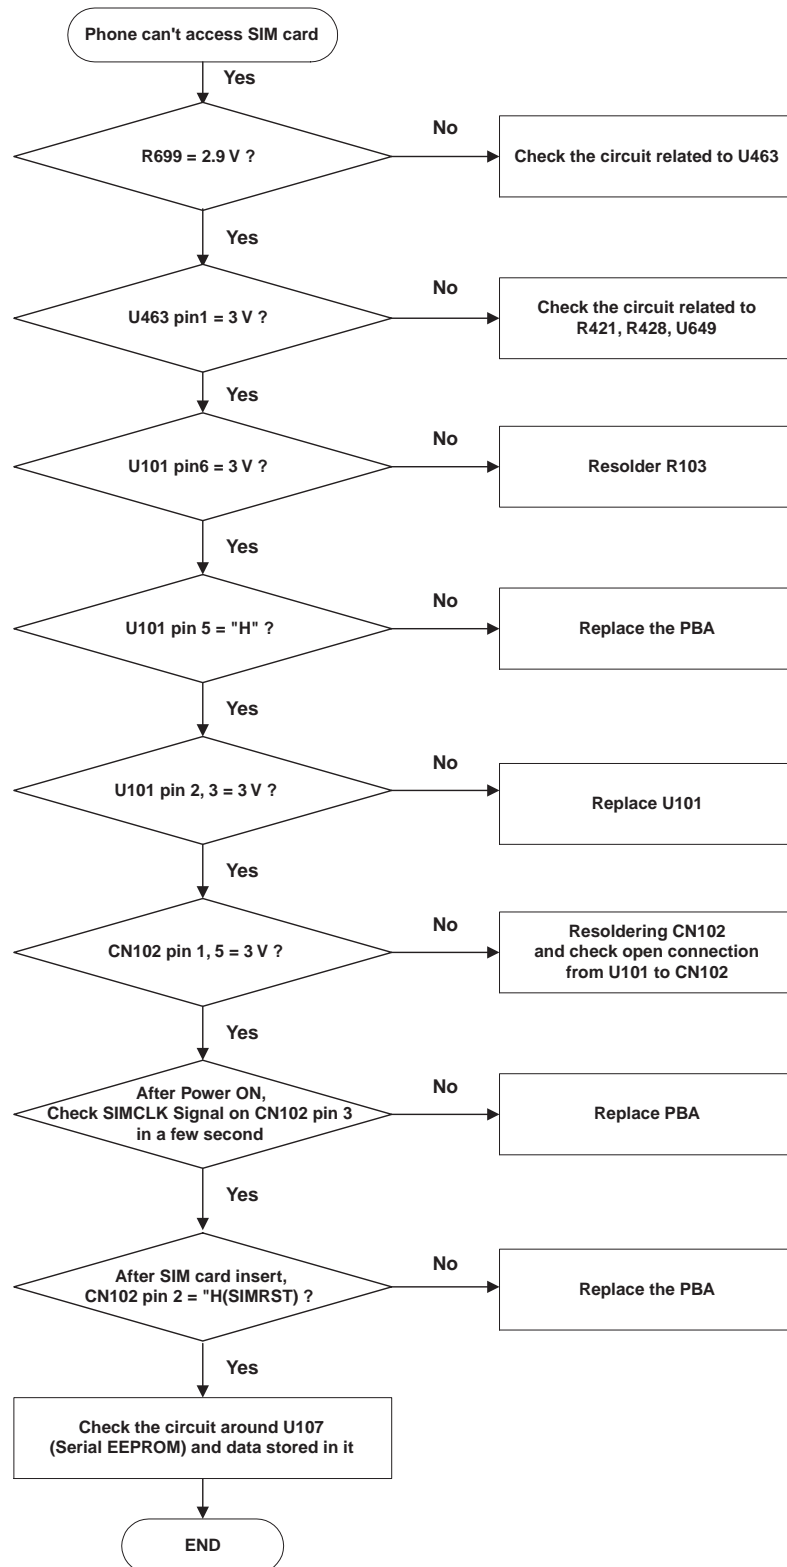 Phone can't access SIM card
Yes
R699 = 2.9 V ?
No
Check the circuit related to U463
Yes
U463 pin1 = 3 V ?
No
Check the circuit related to
R421, R428, U649
Yes
U101 pin6 = 3 V ?
No
Resolder R103
Yes
U101 pin 5 = "H" ?
No
Replace the PBA
Yes
U101 pin 2, 3 = 3 V ?
No
Replace U101
Yes
CN102 pin 1, 5 = 3 V ?
No
Resoldering CN102
and check open connection
from U101 to CN102
Yes
After Power ON,
Check SIMCLK Signal on CN102 pin 3
in a few second
No
Replace PBA
Yes
After SIM card insert,
CN102 pin 2 = "H(SIMRST) ?
No
Replace the PBA
Yes
Check the circuit around U107
(Serial EEPROM) and data stored in it
END